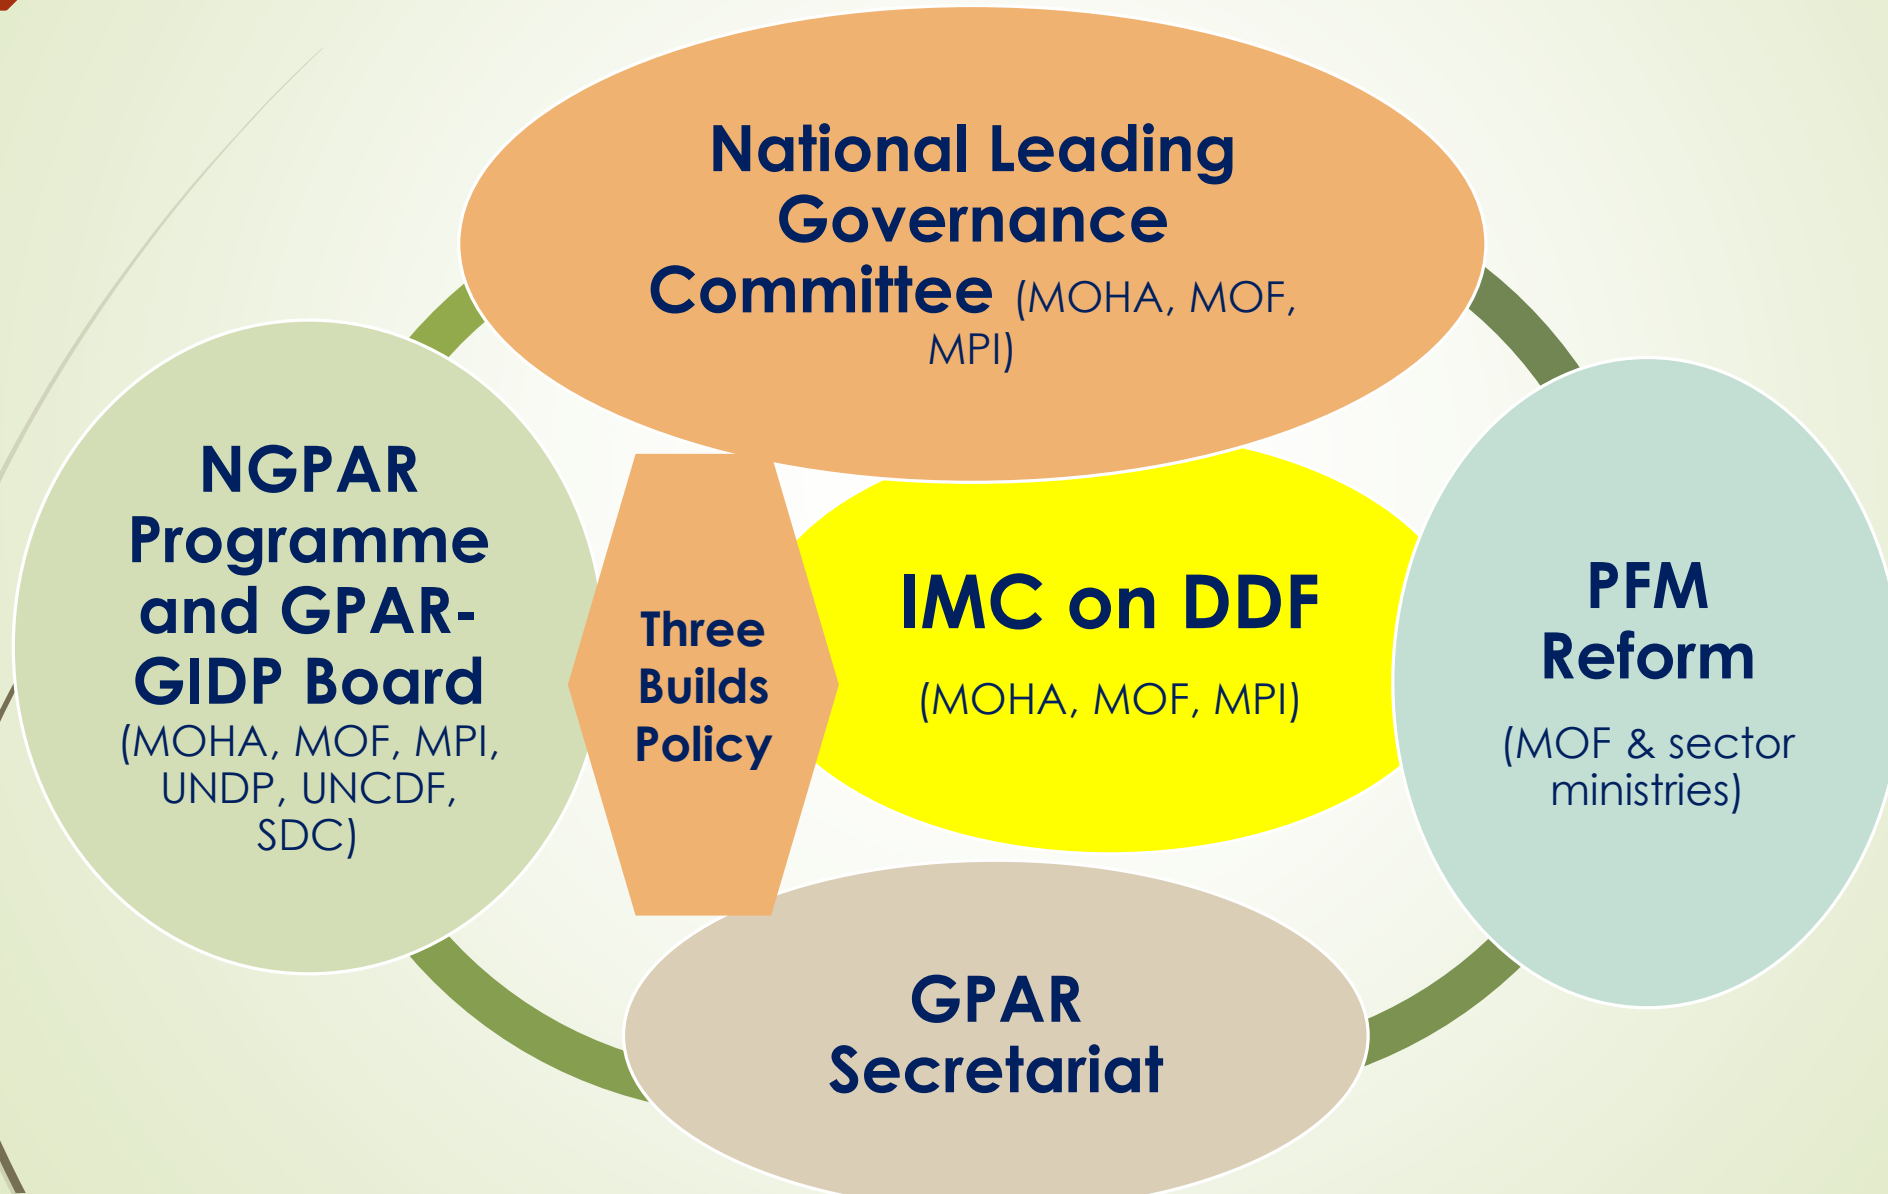 National Leading
Governance
Committee (MOHA, MOF,
MPI)
NGPAR
Programme
and GPAR-
GIDP Board
(MOHA, MOF, MPI,
UNDP, UNCDF,
SDC)
Three
Builds
Policy
IMC on DDF
(MOHA, MOF, MPI)
PFM
Reform
(MOF & sector
ministries)
GPAR
Secretariat